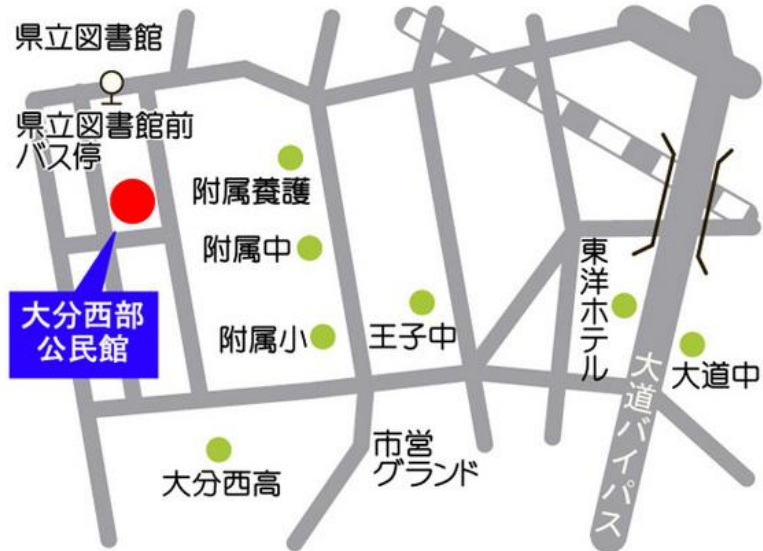 県立図書館
県立図書館前
バス停
附属養護
附属中
附属小
王子中
東洋ホテル
大道中
大道バイパス
大分西部
公民館
市営
グランド
大分西高